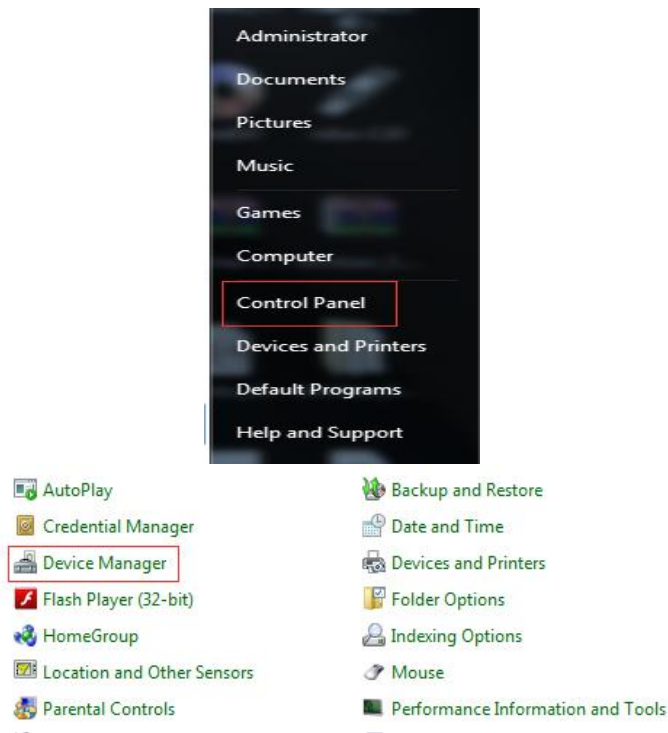 Administrator
Documents
Pictures
Music
Games
Computer
Control Panel
Devices and Printers
Default Programs
Help and Support
AutoPlay
Backup and Restore
Credential Manager
Date and Time
Device Manager
Devices and Printers
Flash Player (32-bit)
Folder Options
HomeGroup
Indexing Options
Location and Other Sensors
Mouse
Parental Controls
Performance Information and Tools